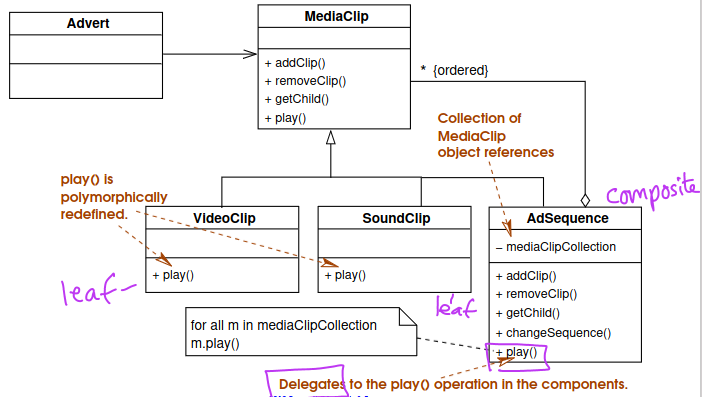 Advert
MediaClip
+ addClip()
+ removeClip()
+ getChild()
+ play()
* {ordered}
Collection of
MediaClip
object references
play() is
polymorphically
redefined.
composite
VideoClip
+ play()
SoundClip
+ play()
AdSequence
– mediaClipCollection
+ addClip()
+ removeClip()
+ getChild()
+ changeSequence()
+ play()
leaf
leaf
for all m in mediaClipCollection
m.play()
Delegates to the play() operation in the components.